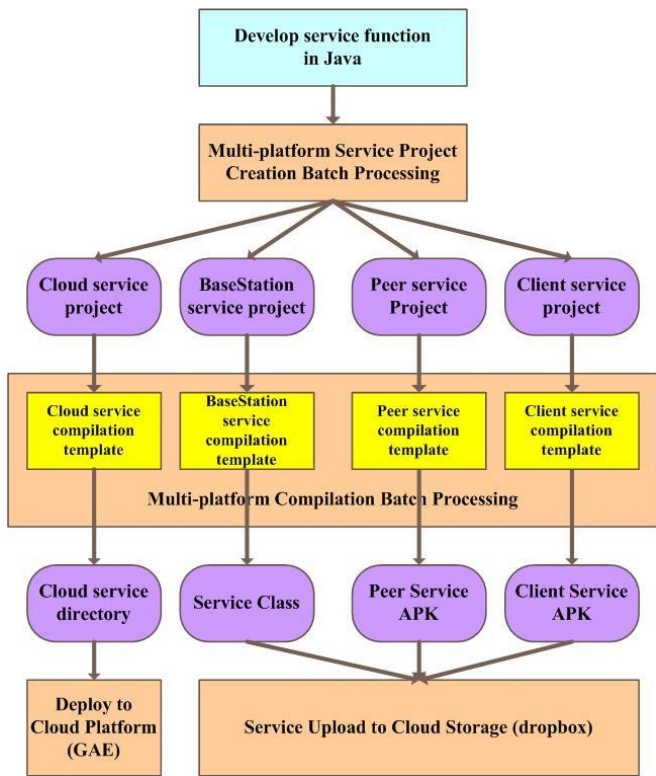 Develop service function
in Java
Multi-platform Service Project
Creation Batch Processing
Cloud service
project
BaseStation
service project
Peer service
Project
Client service
project
Cloud service
compilation
template
BaseStation
service
compilation
template
Peer service
compilation
template
Client service
compilation
template
Multi-platform Compilation Batch Processing
Cloud service
directory
Service Class
Peer Service
APK
Client Service
APK
Deploy to
Cloud Platform
(GAE)
Service Upload to Cloud Storage (dropbox)